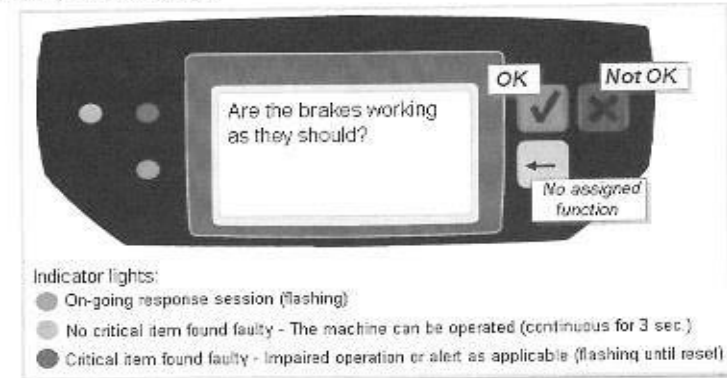 OK
Not OK
Are the brakes working
as they should?
No assigned
function
Indicator lights:
On-going response session (flashing)
No critical item found faulty - The machine can be operated (continuous for 3 sec.)
Critical item found faulty - Impaired operation or alert as applicable (flashing until reset)